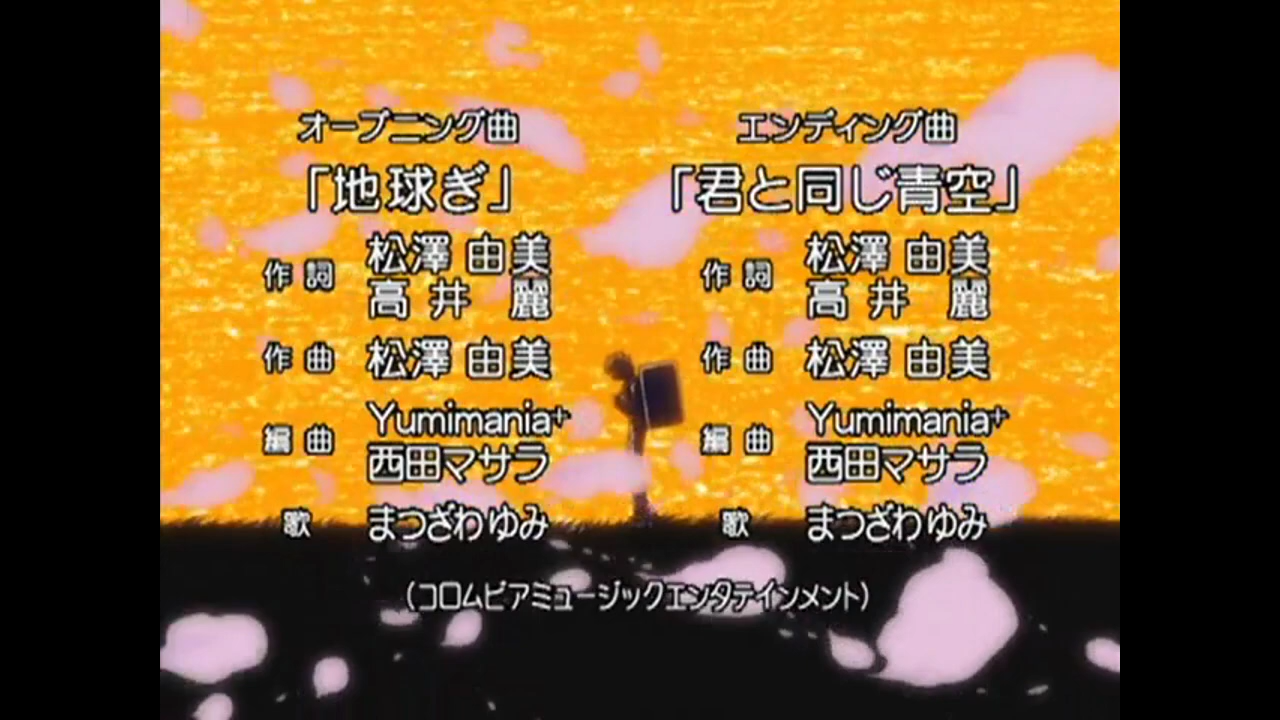 オープニング曲
「地球ぎ」
作詞 松澤 由美
高井 麗
作曲 松澤 由美
編曲 Yumimania+
西田マサラ
歌 まつざわゆみ
エンディング曲
「君と同じ青空」
作詞 松澤 由美
高井 麗
作曲 松澤 由美
編曲 Yumimania+
西田マサラ
歌 まつざわゆみ
(コロムビアミュージックエンタテインメント)